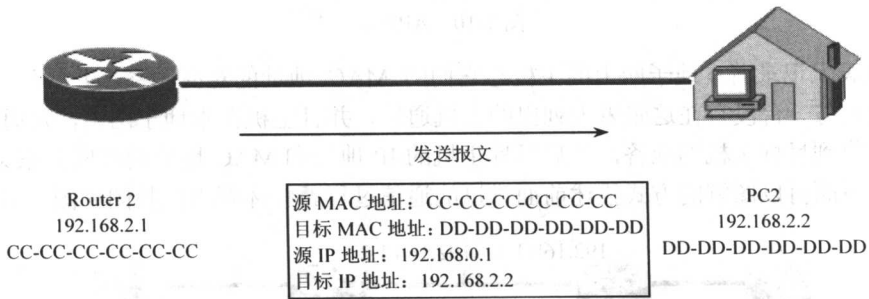 发送报文
Router 2
192.168.2.1
CC-CC-CC-CC-CC-CC
源 MAC 地址：CC-CC-CC-CC-CC-CC
目标 MAC 地址：DD-DD-DD-DD-DD-DD
源 IP 地址：192.168.0.1
目标 IP 地址：192.168.2.2
PC2
192.168.2.2
DD-DD-DD-DD-DD-DD